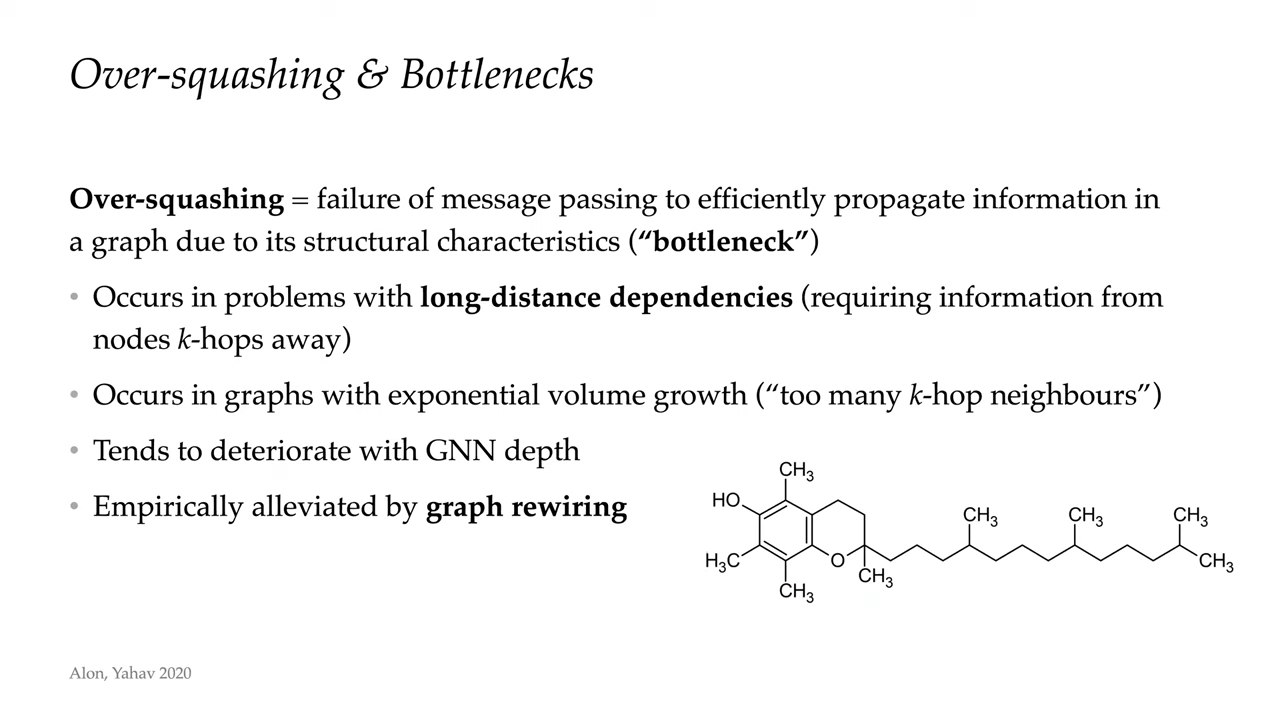 Over-squashing & Bottlenecks
Over-squashing = failure of message passing to efficiently propagate information in
a graph due to its structural characteristics (“bottleneck”)
• Occurs in problems with long-distance dependencies (requiring information from
nodes k-hops away)
• Occurs in graphs with exponential volume growth (“too many k-hop neighbours”)
• Tends to deteriorate with GNN depth
• Empirically alleviated by graph rewiring
CH3
HO
CH3
CH3
CH3
H3C
O
CH3
CH3
CH3
Alon, Yahav 2020